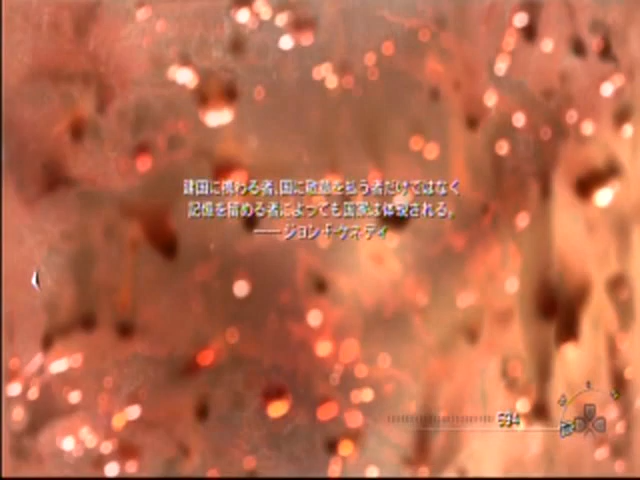 建国に携わる者、国に敬意を払う者だけではなく
記憶を留める者によっても国家は体現される。
―― ジョン・F・ケネディ
594